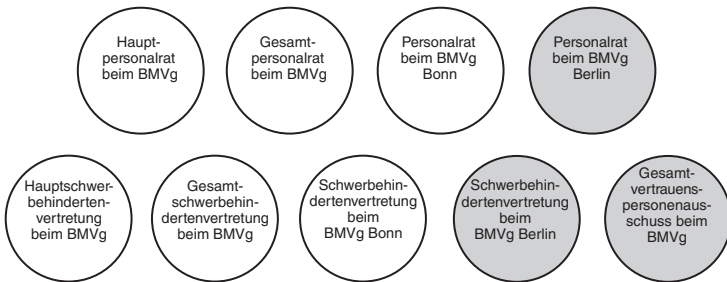 Haupt-
personalrat
beim BMVg
Gesamt-
personalrat
beim BMVg
Personalrat
beim BMVg
Bonn
Personalrat
beim BMVg
Berlin
Hauptschwer-
behinderten-
vertretung
beim BMVg
Gesamt-
schwerbehin-
dertenvertretung
beim BMVg
Schwerbehin-
dertenvertretung
beim
BMVg Bonn
Schwerbehin-
dertenvertretung
beim
BMVg Berlin
Gesamt-
vertrauens-
personenaus-
schuss beim
BMVg